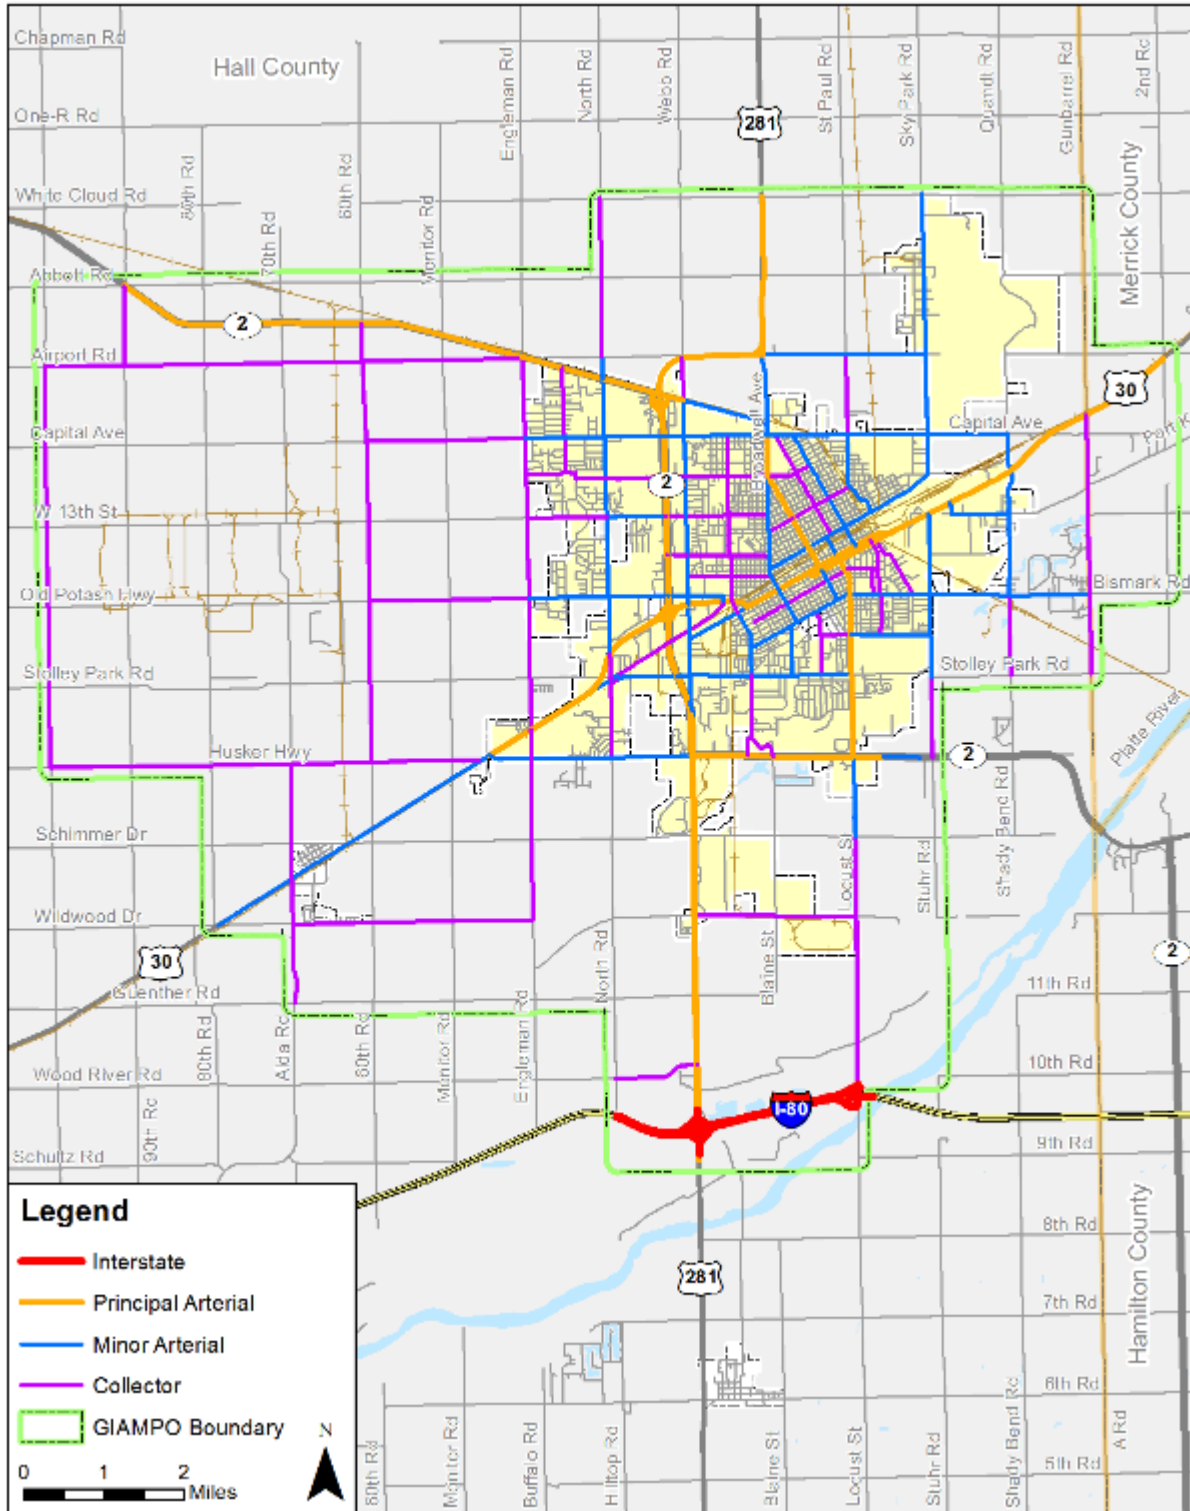 Chapman Rd
Hall County
One-R Rd
Engleman Rd
North Rd
Webb Rd
281
St Paul Rd
Sky Park Rd
Quandt Rd
Gunbarrel Rd
2nd Rd
Merrick County
White Cloud Rd
80th Rd
70th Rd
60th Rd
Monitor Rd
Abbott Rd
2
Airport Rd
30
Capital Ave
Broadwell Ave
Capital Ave
2
W 13th St
Old Potash Hwy
Bismark Rd
Stolley Park Rd
Stolley Park Rd
Platte River
Husker Hwy
2
Schimmer Dr
Locust St
Stuhr Rd
Shady Bend Rd
Wildwood Dr
30
Blaine St
North Rd
2
Guenther Rd
11th Rd
80th Rd
Alda Rd
60th Rd
Monitor Rd
Engleman Rd
Wood River Rd
10th Rd
90th Rd
I-80
Schultz Rd
9th Rd
Legend
Interstate
Principal Arterial
Minor Arterial
Collector
GIAMPO Boundary
N
0 1 2
Miles
8th Rd
Hamilton County
281
7th Rd
6th Rd
5th Rd
60th Rd
Monitor Rd
Buffalo Rd
Hilltop Rd
Blaine St
Locust St
Stuhr Rd
Shady Bend Rd
A Rd